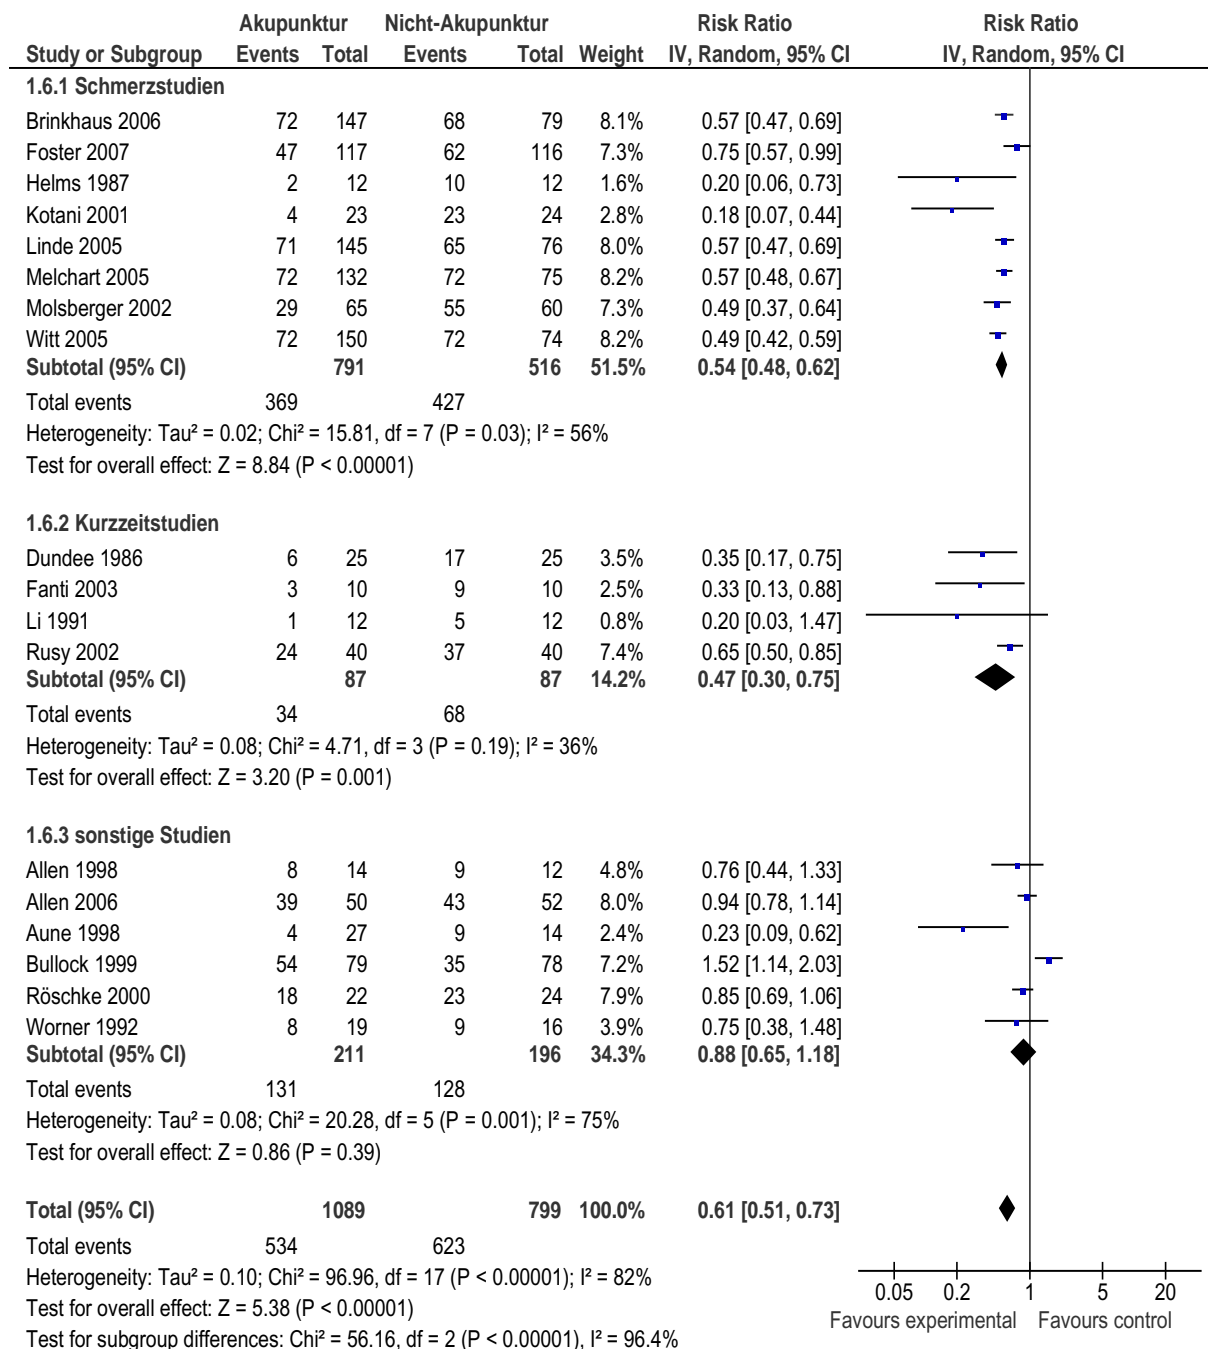 Akupunktur Nicht-Akupunktur Risk Ratio Risk Ratio
Study or Subgroup Events Total Events Total Weight IV, Random, 95% CI IV, Random, 95% CI
1.6.1 Schmerzstudien
Brinkhaus 2006 72 147 68 79 8.1% 0.57 [0.47, 0.69]
Foster 2007 47 117 62 116 7.3% 0.75 [0.57, 0.99]
Helms 1987 2 12 10 12 1.6% 0.20 [0.06, 0.73]
Kotani 2001 4 23 23 24 2.8% 0.18 [0.07, 0.44]
Linde 2005 71 145 65 76 8.0% 0.57 [0.47, 0.69]
Melchart 2005 72 132 72 75 8.2% 0.57 [0.48, 0.67]
Molsberger 2002 29 65 55 60 7.3% 0.49 [0.37, 0.64]
Witt 2005 72 150 72 74 8.2% 0.49 [0.42, 0.59]
Subtotal (95% CI) 791 516 51.5% 0.54 [0.48, 0.62]
Total events 369 427
Heterogeneity: Tau² = 0.02; Chi² = 15.81, df = 7 (P = 0.03); I² = 56%
Test for overall effect: Z = 8.84 (P < 0.00001)
1.6.2 Kurzzeitstudien
Dundee 1986 6 25 17 25 3.5% 0.35 [0.17, 0.75]
Fanti 2003 3 10 9 10 2.5% 0.33 [0.13, 0.88]
Li 1991 1 12 5 12 0.8% 0.20 [0.03, 1.47]
Rusy 2002 24 40 37 40 7.4% 0.65 [0.50, 0.85]
Subtotal (95% CI) 87 87 14.2% 0.47 [0.30, 0.75]
Total events 34 68
Heterogeneity: Tau² = 0.08; Chi² = 4.71, df = 3 (P = 0.19); I² = 36%
Test for overall effect: Z = 3.20 (P = 0.001)
1.6.3 sonstige Studien
Allen 1998 8 14 9 12 4.8% 0.76 [0.44, 1.33]
Allen 2006 39 50 43 52 8.0% 0.94 [0.78, 1.14]
Aune 1998 4 27 9 14 2.4% 0.23 [0.09, 0.62]
Bullock 1999 54 79 35 78 7.2% 1.52 [1.14, 2.03]
Röschke 2000 18 22 23 24 7.9% 0.85 [0.69, 1.06]
Worner 1992 8 19 9 16 3.9% 0.75 [0.38, 1.48]
Subtotal (95% CI) 211 196 34.3% 0.88 [0.65, 1.18]
Total events 131 128
Heterogeneity: Tau² = 0.08; Chi² = 20.28, df = 5 (P = 0.001); I² = 75%
Test for overall effect: Z = 0.86 (P = 0.39)
Total (95% CI) 1089 799 100.0% 0.61 [0.51, 0.73]
Total events 534 623
Heterogeneity: Tau² = 0.10; Chi² = 96.96, df = 17 (P < 0.00001); I² = 82%
Test for overall effect: Z = 5.38 (P < 0.00001)
Test for subgroup differences: Chi² = 56.16, df = 2 (P < 0.00001), I² = 96.4%
0.05 0.2 1 5 20
Favours experimental Favours control